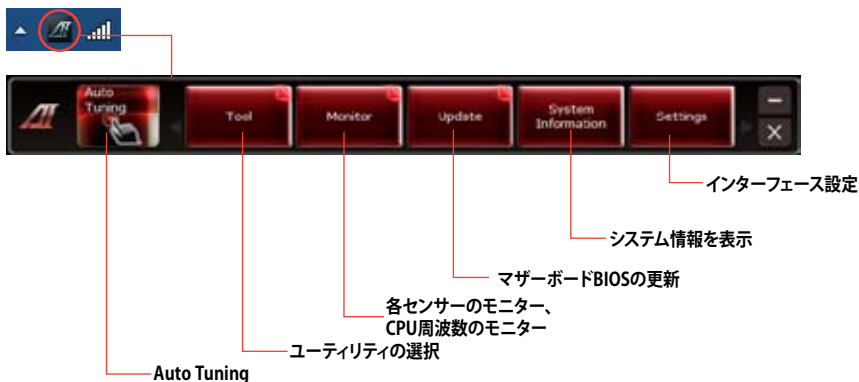 Auto
Tuning
Tool
Monitor
Update
System
Information
Settings
インターフェース設定
システム情報を表示
マザーボードBIOSの更新
各センサーのモニター、
CPU周波数のモニター
ユーティリティの選択
Auto Tuning